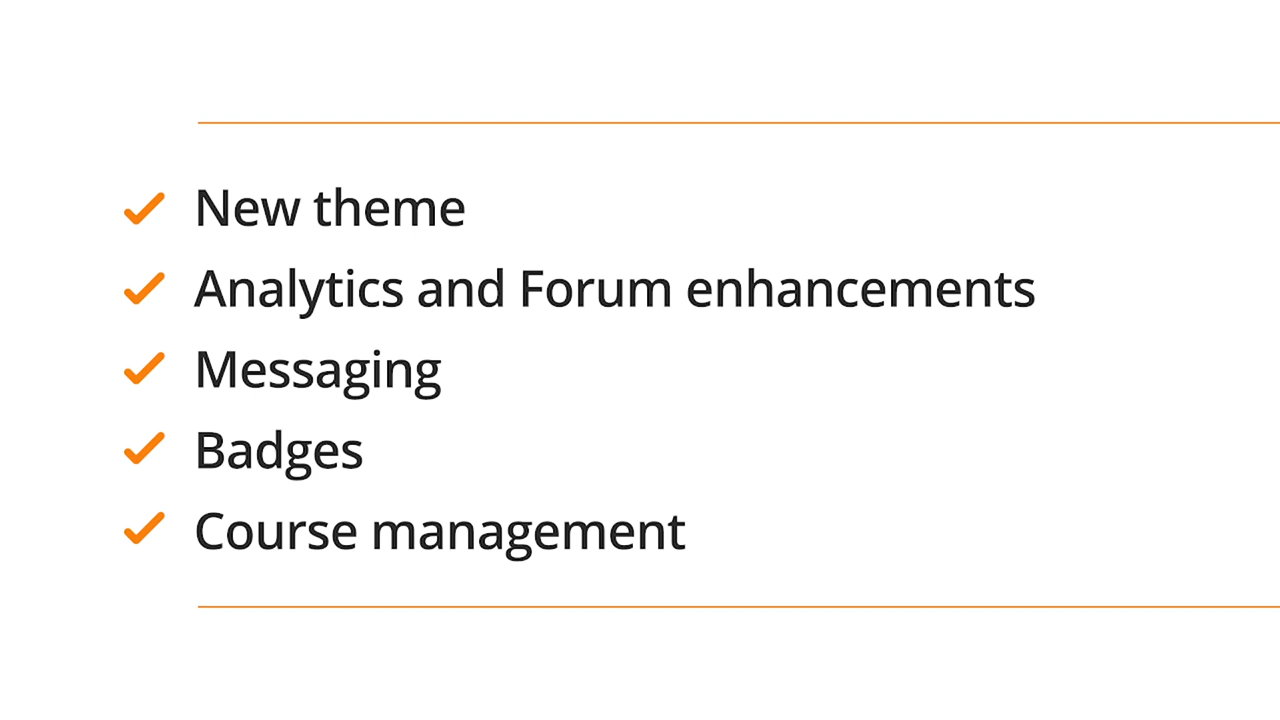 New theme
Analytics and Forum enhancements
Messaging
Badges
Course management